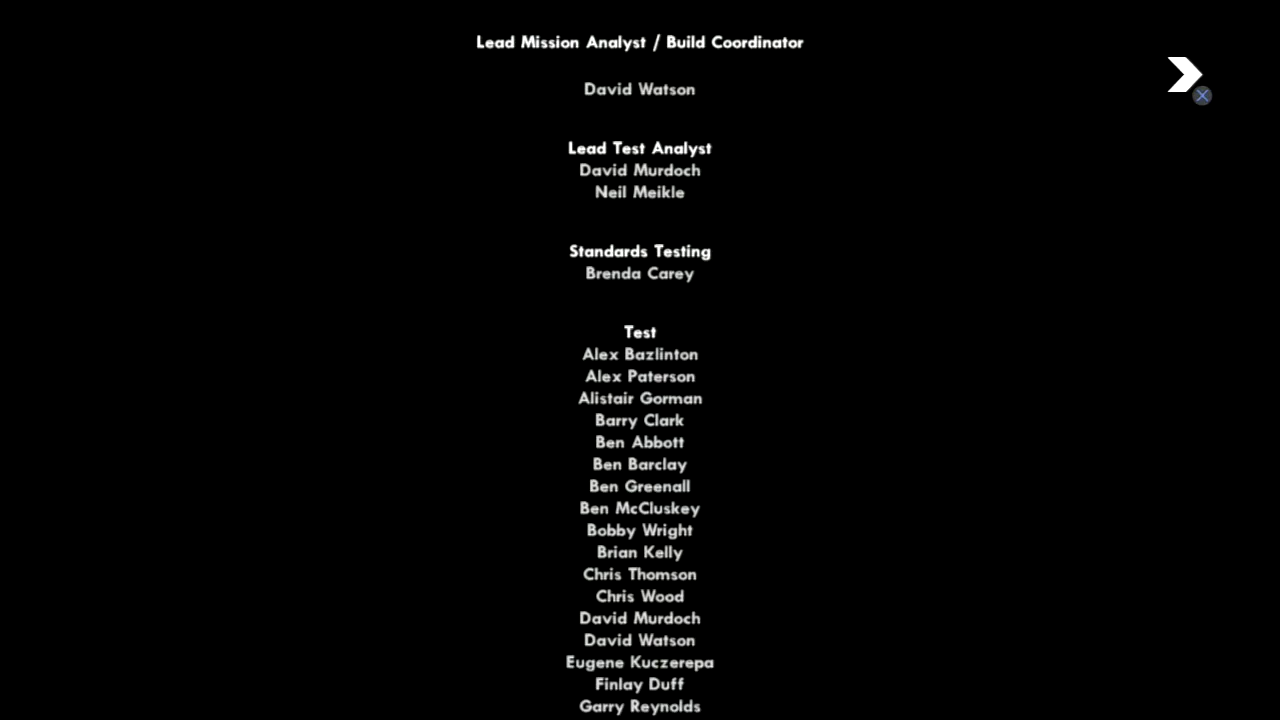 Lead Mission Analyst / Build Coordinator
David Watson
Lead Test Analyst
David Murdoch
Neil Meikle
Standards Testing
Brenda Carey
Test
Alex Bazlinton
Alex Paterson
Alistair Gorman
Barry Clark
Ben Abbott
Ben Barclay
Ben Greenall
Ben McCluskey
Bobby Wright
Brian Kelly
Chris Thomson
Chris Wood
David Murdoch
David Watson
Eugene Kuczerepa
Finlay Duff
Garry Reynolds